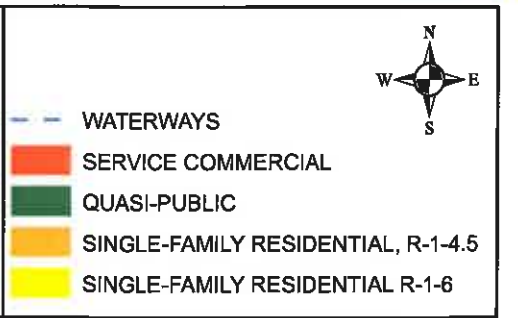 N
W E
S
WATERWAYS
SERVICE COMMERCIAL
QUASI-PUBLIC
SINGLE-FAMILY RESIDENTIAL, R-1-4.5
SINGLE-FAMILY RESIDENTIAL R-1-6